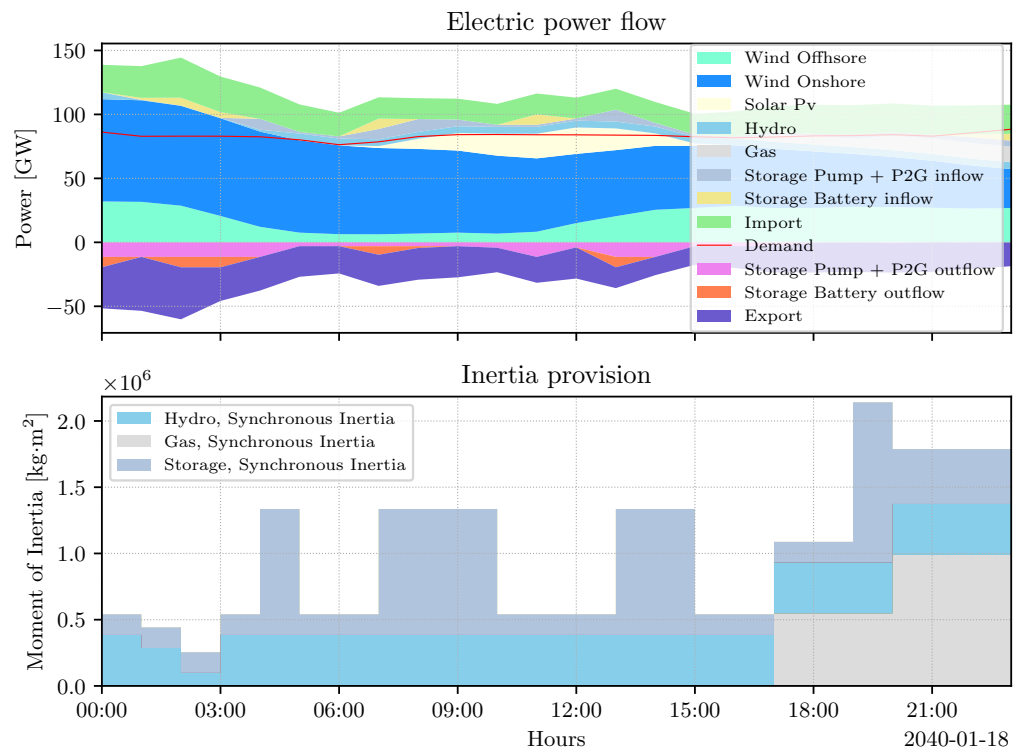 Electric power flow
Power [GW]
150
100
50
0
−50
Wind Offhsore
Wind Onshore
Solar Pv
Hydro
Gas
Storage Pump + P2G inflow
Storage Battery inflow
Import
Demand
Storage Pump + P2G outflow
Storage Battery outflow
Export
Inertia provision
×10⁶
Moment of Inertia [kg·m²]
2.0
1.5
1.0
0.5
0.0
Hydro, Synchronous Inertia
Gas, Synchronous Inertia
Storage, Synchronous Inertia
00:00 03:00 06:00 09:00 12:00 15:00 18:00 21:00
Hours
2040-01-18